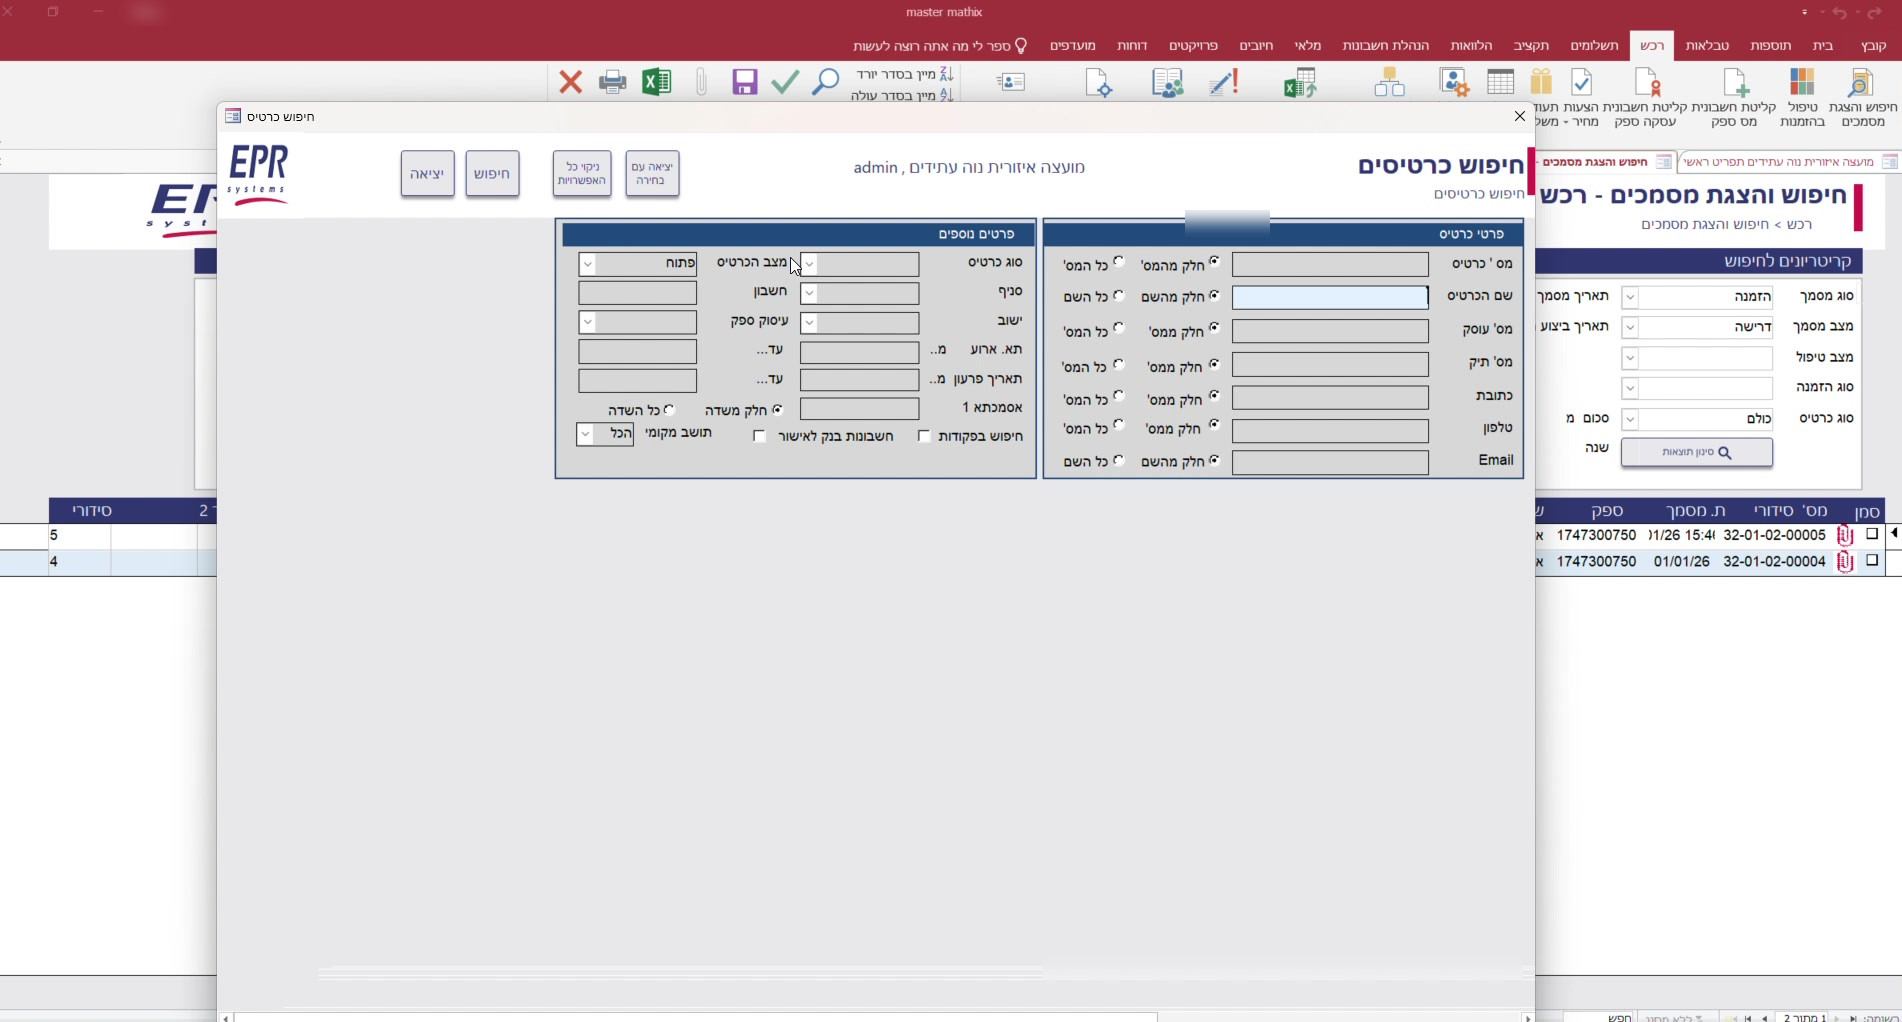 master mathix
קובץ
בית
תוספות
טבלאות
רכש
תשלומים
תקציב
הלוואות
הנהלת חשבונות
מלאי
חיובים
פרויקטים
דוחות
מועדפים
ספר לי מה אתה רוצה לעשות
חיפוש והצגת מסמכים
טיפול בהזמנות
קליטת חשבונית מס ספק
קליטת חשבונית עסקה ספק
הצעות מחיר
מיין בסדר יורד
מיין בסדר עולה
מועצה איזורית נוה עתידים תפריט ראשי
חיפוש והצגת מסמכים -
חיפוש והצגת מסמכים - רכש
רכש > חיפוש והצגת מסמכים
קריטריונים לחיפוש
סוג מסמך הזמנה תאריך מסמך
מצב מסמך דרישה תאריך ביצוע
מצב טיפול
סוג הזמנה
סוג כרטיס כולם סכום מ
סינון תוצאות שנה
סמן מס' סידורי ת. מסמך ספק
32-01-02-00005 1747300750
32-01-02-00004 01/01/26 1747300750
סידורי
5
4
חיפוש כרטיס
חיפוש כרטיסים
חיפוש כרטיסים
מועצה איזורית נוה עתידים , admin
יציאה עם בחירה
ניקוי כל האפשרויות
חיפוש
יציאה
EPR
systems
פרטי כרטיס
מס ' כרטיס חלק מהמס' כל המס'
שם הכרטיס חלק מהשם כל השם
מס' עוסק חלק ממס' כל המס'
מס' תיק חלק ממס' כל המס'
כתובת חלק ממס' כל המס'
טלפון חלק ממס' כל המס'
Email חלק מהשם כל השם
פרטים נוספים
סוג כרטיס מצב הכרטיס פתוח
סניף חשבון
ישוב עיסוק ספק
תא. ארוע מ.. עד...
תאריך פרעון מ.. עד...
אסמכתא 1 חלק משדה כל השדה
חיפוש בפקודות חשבונות בנק לאישור תושב מקומי הכל
רשומה: 1 מתוך 2 ללא מסנן חפש